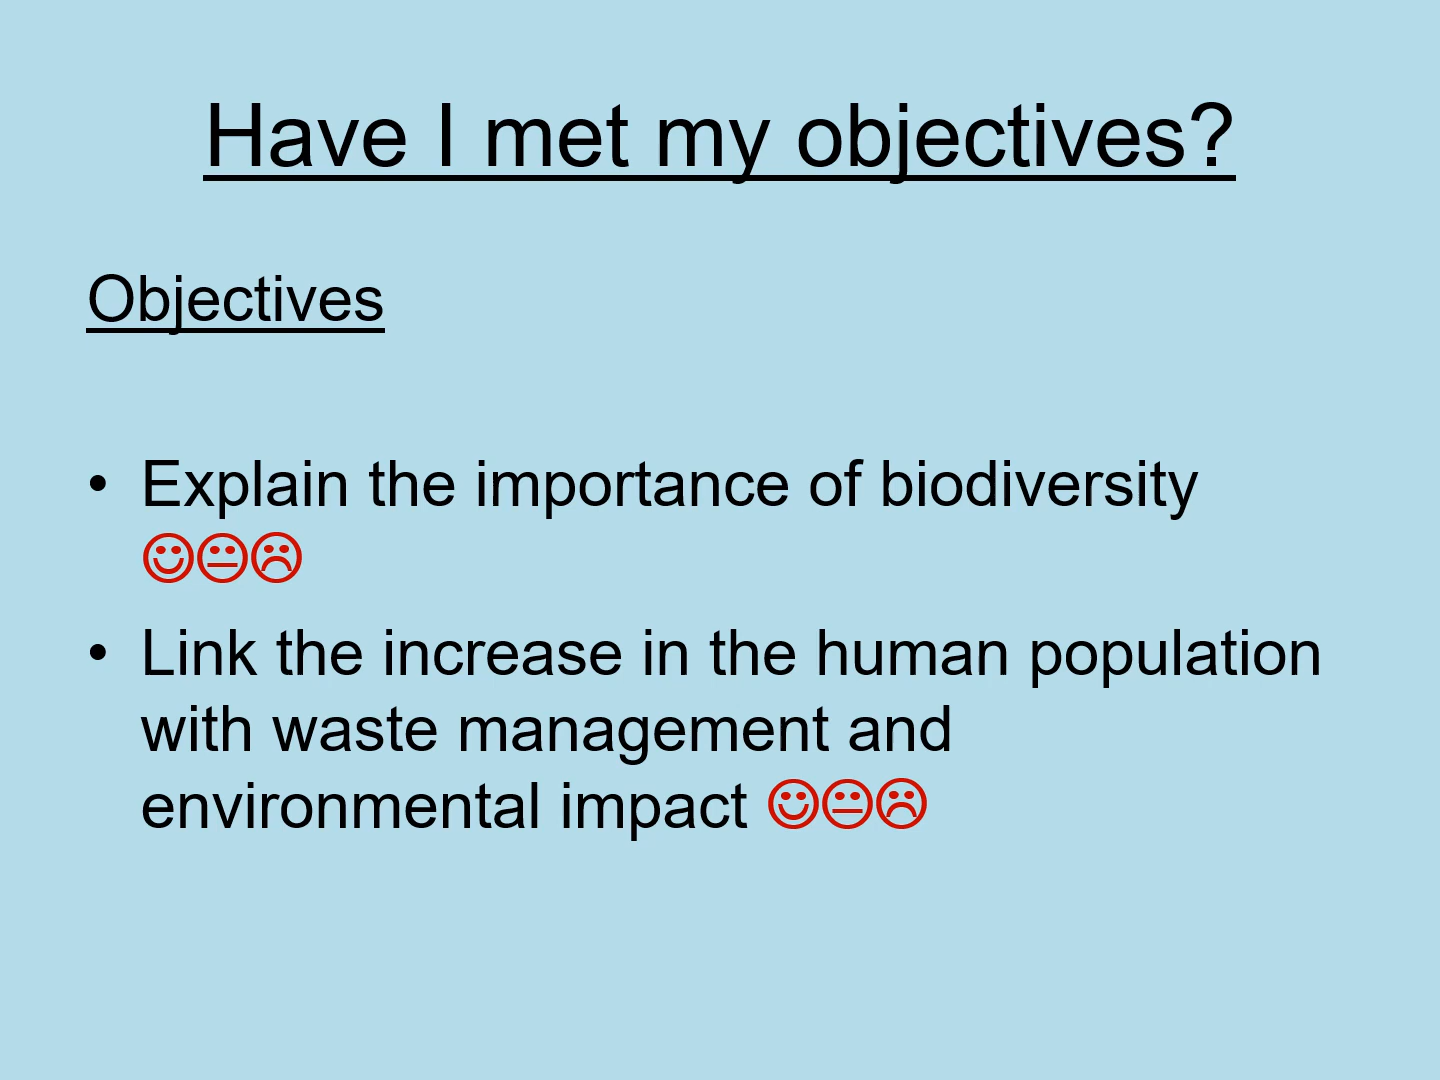 Have I met my objectives?
Objectives
• Explain the importance of biodiversity
☺😐☹
• Link the increase in the human population
with waste management and
environmental impact ☺😐☹